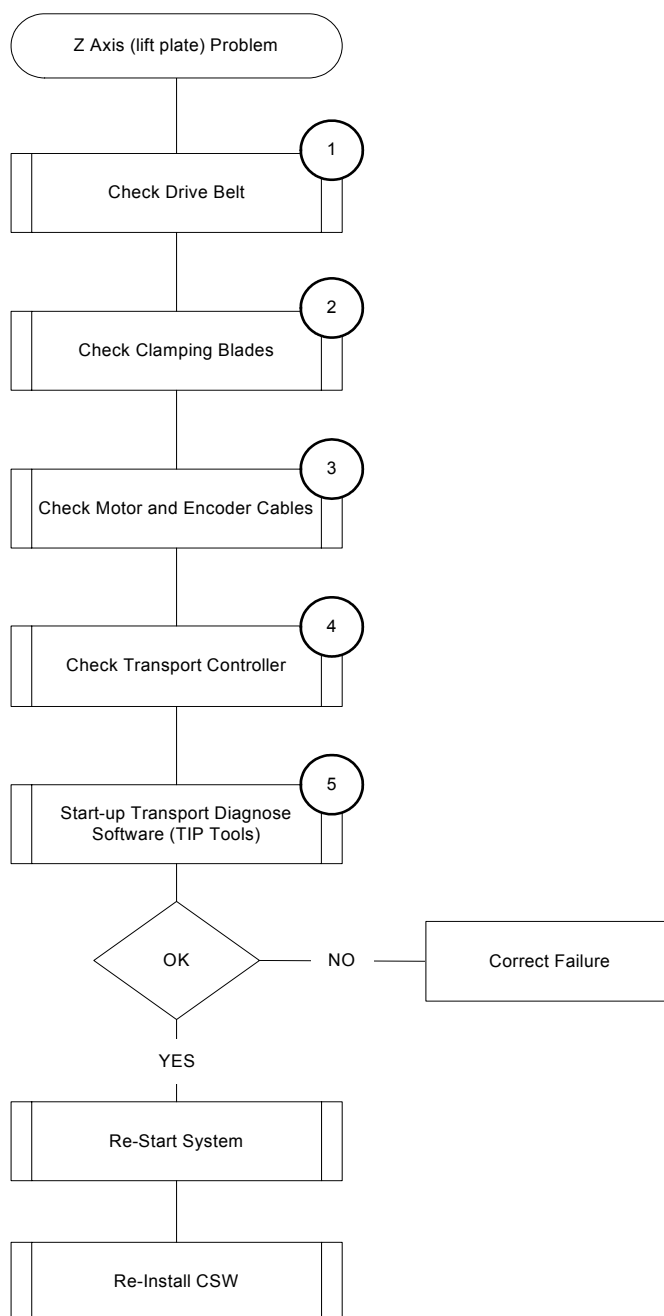 Z Axis (lift plate) Problem
1
Check Drive Belt
2
Check Clamping Blades
3
Check Motor and Encoder Cables
4
Check Transport Controller
5
Start-up Transport Diagnose
Software (TIP Tools)
OK
NO
Correct Failure
YES
Re-Start System
Re-Install CSW